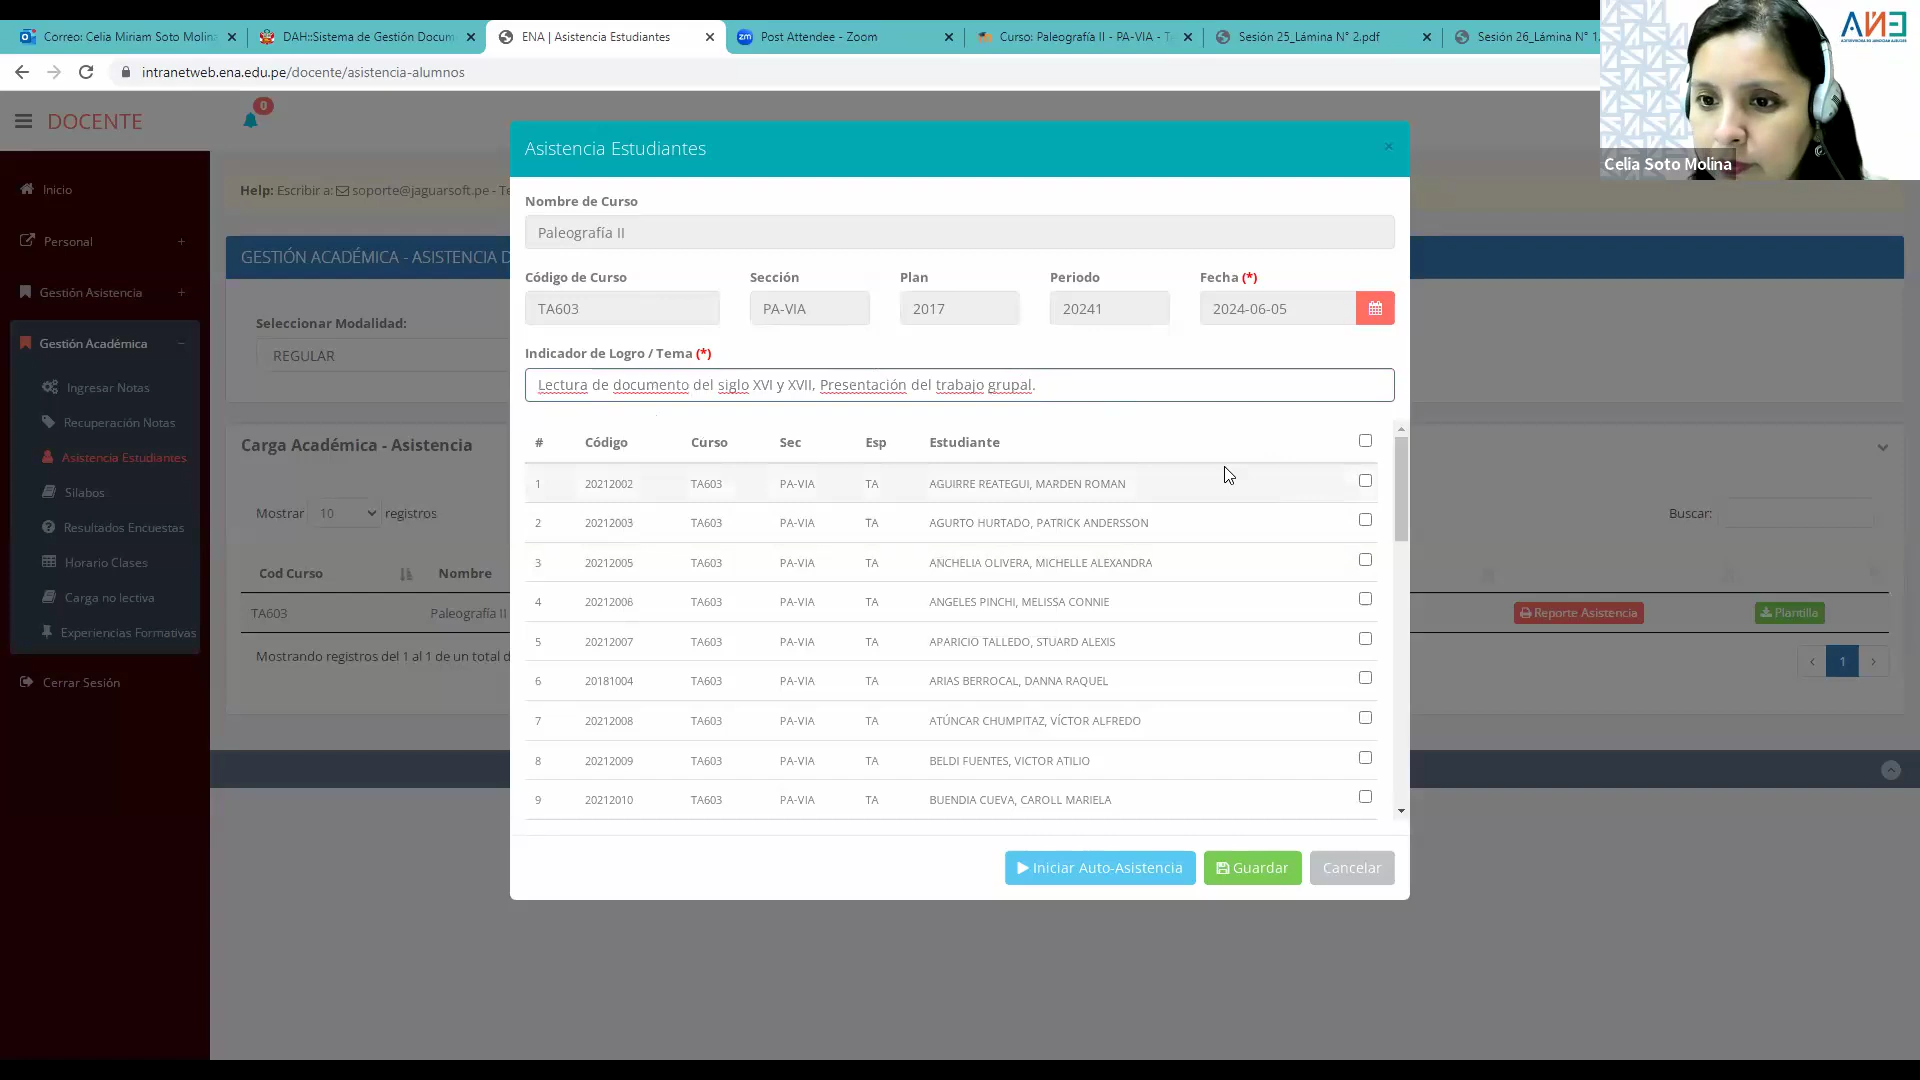 Correo: Celia Miriam Soto Molina
DAH::Sistema de Gestión Docum
ENA | Asistencia Estudiantes
Post Attendee - Zoom
Curso: Paleografía II - PA-VIA - T
Sesión 25_Lámina N° 2.pdf
Sesión 26_Lámina N° 1
ENA
intranetweb.ena.edu.pe/docente/asistencia-alumnos
DOCENTE
0
Celia Soto Molina
Inicio
Personal
Gestión Asistencia
Gestión Académica
Ingresar Notas
Recuperación Notas
Asistencia Estudiantes
Silabos
Resultados Encuestas
Horario Clases
Carga no lectiva
Experiencias Formativas
Cerrar Sesión
Help: Escribir a: soporte@jaguarsoft.pe - Te
GESTIÓN ACADÉMICA - ASISTENCIA D
Seleccionar Modalidad:
REGULAR
Carga Académica - Asistencia
Mostrar 10 registros
Buscar:
Cod Curso Nombre
TA603 Paleografía II
Reporte Asistencia Plantilla
Mostrando registros del 1 al 1 de un total d
‹ 1 ›
Asistencia Estudiantes ×
Nombre de Curso
Paleografía II
Código de Curso Sección Plan Periodo Fecha (*)
TA603 PA-VIA 2017 20241 2024-06-05
Indicador de Logro / Tema (*)
Lectura de documento del siglo XVI y XVII, Presentación del trabajo grupal.
# Código Curso Sec Esp Estudiante
1 20212002 TA603 PA-VIA TA AGUIRRE REATEGUI, MARDEN ROMAN
2 20212003 TA603 PA-VIA TA AGURTO HURTADO, PATRICK ANDERSSON
3 20212005 TA603 PA-VIA TA ANCHELIA OLIVERA, MICHELLE ALEXANDRA
4 20212006 TA603 PA-VIA TA ANGELES PINCHI, MELISSA CONNIE
5 20212007 TA603 PA-VIA TA APARICIO TALLEDO, STUARD ALEXIS
6 20181004 TA603 PA-VIA TA ARIAS BERROCAL, DANNA RAQUEL
7 20212008 TA603 PA-VIA TA ATÚNCAR CHUMPITAZ, VÍCTOR ALFREDO
8 20212009 TA603 PA-VIA TA BELDI FUENTES, VICTOR ATILIO
9 20212010 TA603 PA-VIA TA BUENDIA CUEVA, CAROLL MARIELA
Iniciar Auto-Asistencia Guardar Cancelar